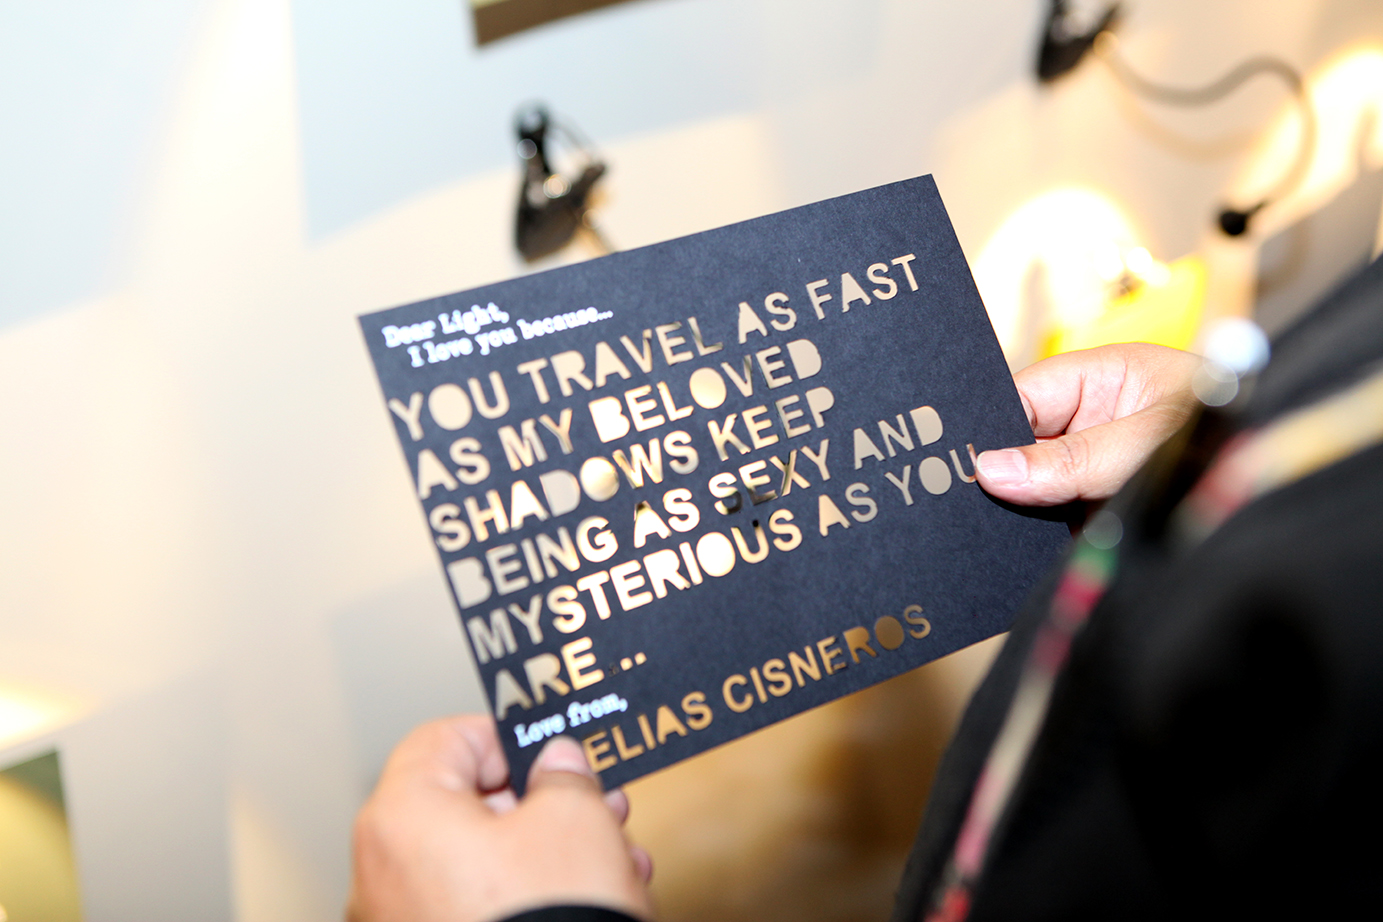 Dear Light,
I love you because...
YOU TRAVEL AS FAST
AS MY BELOVED
SHADOWS KEEP
BEING AS SEXY AND
MYSTERIOUS AS YOU
ARE...
Love from,
ELIAS CISNEROS